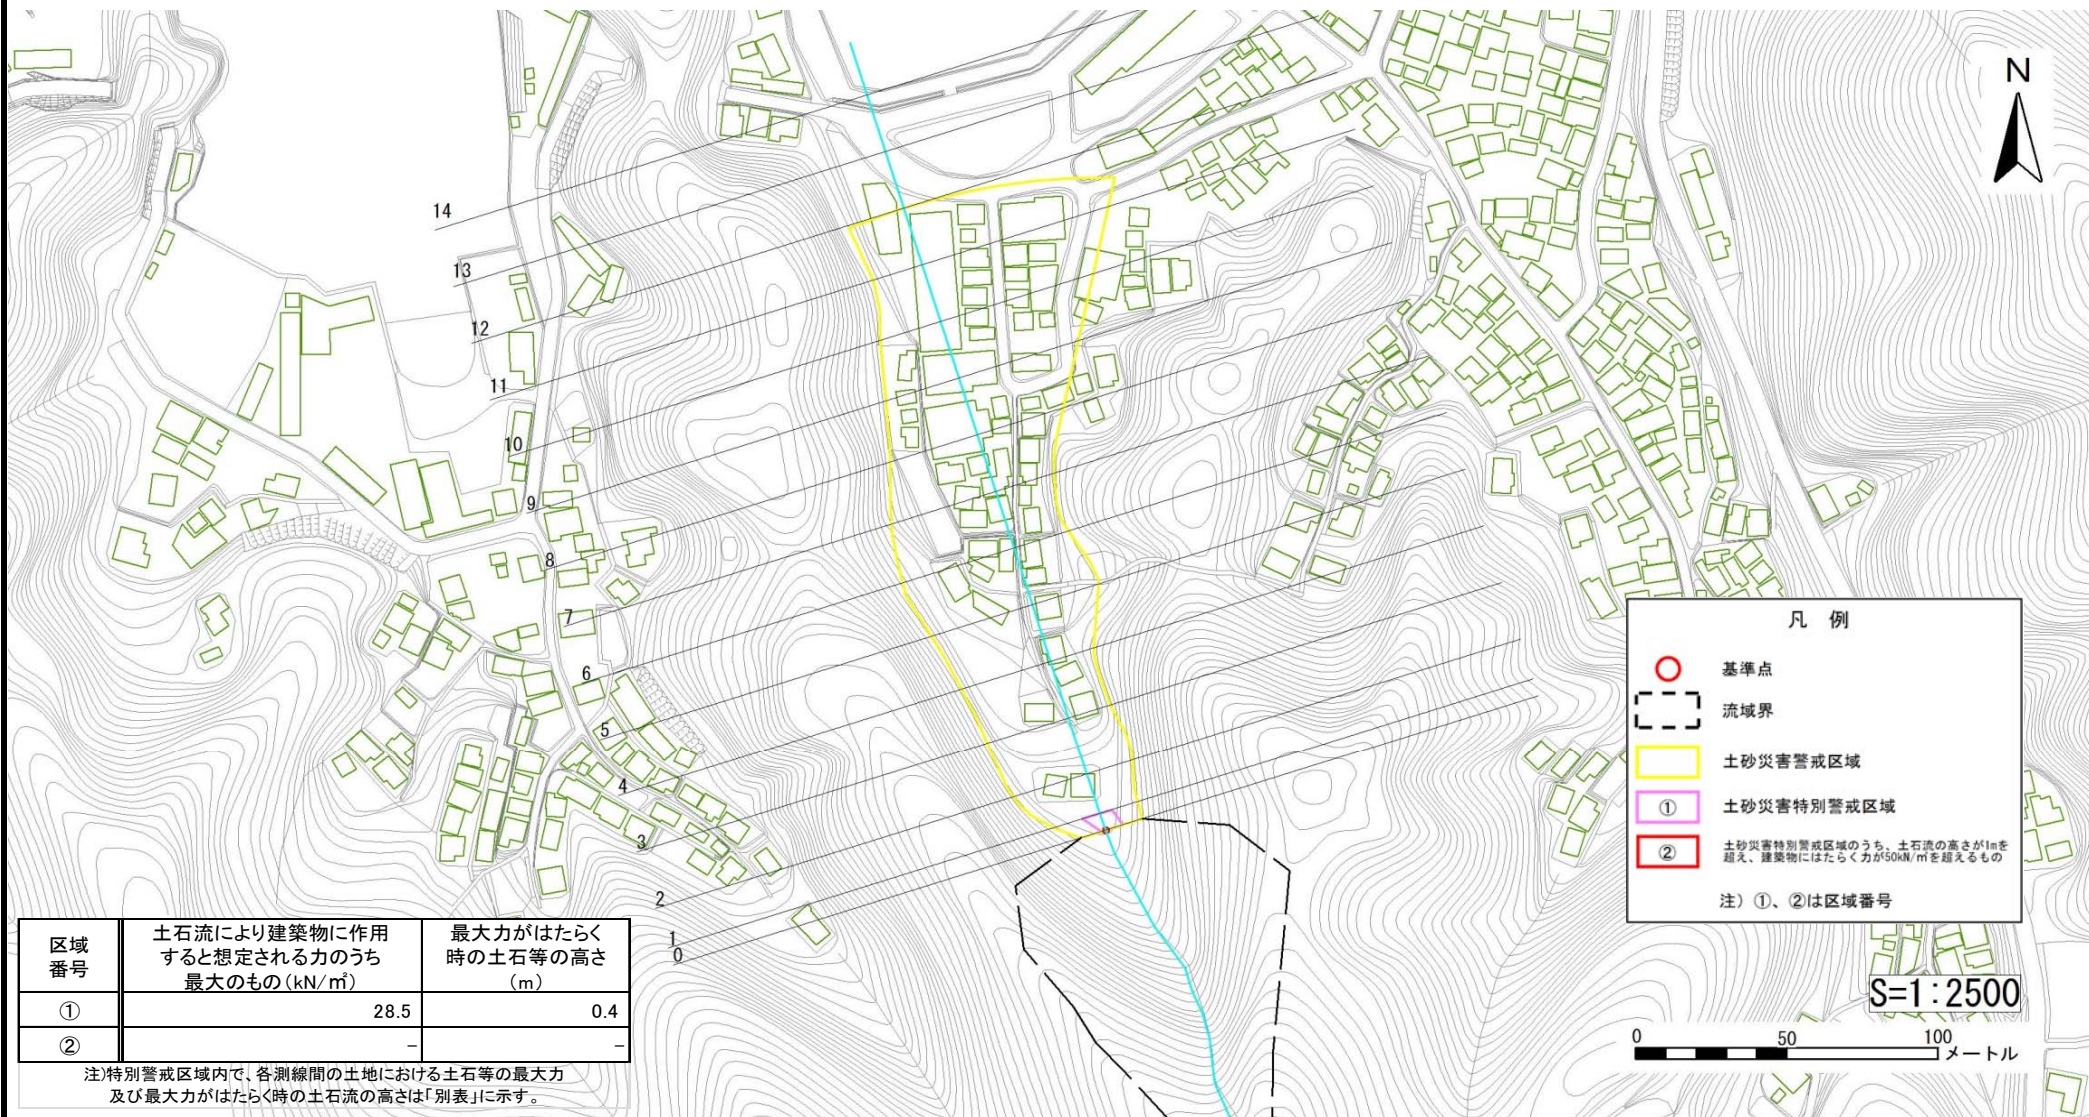 N
14
13
12
11
10
9
8
7
6
5
4
3
2
1
0
凡 例
基準点
流域界
土砂災害警戒区域
① 土砂災害特別警戒区域
② 土砂災害特別警戒区域のうち、土石流の高さが1mを
超え、建築物にはたらく力が50kN/㎡を超えるもの
注) ①、②は区域番号
S=1:2500
0 50 100
メートル
区域
番号
土石流により建築物に作用
すると想定される力のうち
最大のもの(kN/㎡)
最大力がはたらく
時の土石等の高さ
(m)
① 28.5 0.4
② - -
注)特別警戒区域内で、各測線間の土地における土石等の最大力
及び最大力がはたらく時の土石流の高さは「別表」に示す。